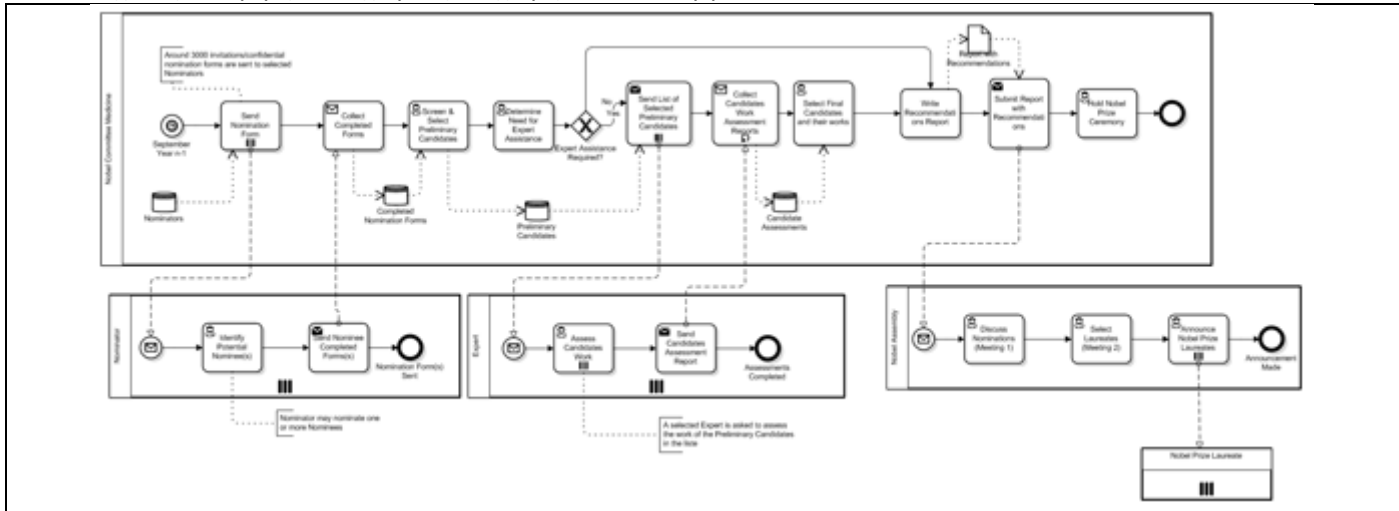 Nobel Committee Medicine
Around 3000 invitations/confidential
nomination forms are sent to selected
Nominators
September
Year n-1
Send
Nomination
Form
Nominators
Collect
Completed
Forms
Completed
Nomination Forms
Screen &
Select
Preliminary
Candidates
Determine
Need for
Expert
Assistance
Expert Assistance
Required?
No
Yes
Preliminary
Candidates
Send List of
Selected
Preliminary
Candidates
Collect
Candidates
Work
Assessment
Reports
Candidate
Assessments
Select Final
Candidates
and their works
Write
Recommendati
ons Report
Report with
Recommendations
Submit Report
with
Recommendati
ons
Hold Nobel
Prize
Ceremony
Nominator
Identify
Potential
Nominee(s)
Send Nominee
Completed
Forms(s)
Nomination Form(s)
Sent
Nominator may nominate one
or more Nominees
Expert
Assess
Candidates
Work
Send
Candidates
Assessment
Report
Assessments
Completed
A selected Expert is asked to assess
the work of the Preliminary Candidates
in the liste
Nobel Assembly
Discuss
Nominations
(Meeting 1)
Select
Laureates
(Meeting 2)
Announce
Nobel Prize
Laureates
Announcement
Made
Nobel Prize Laureate